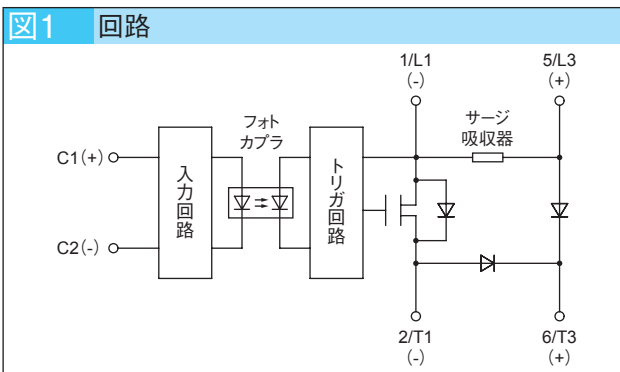 図1 回路
1/L1
(-)
5/L3
(+)
フォト
カプラ
サージ
吸収器
C1(+)
C2(-)
入力回路
トリガ回路
2/T1
(-)
6/T3
(+)